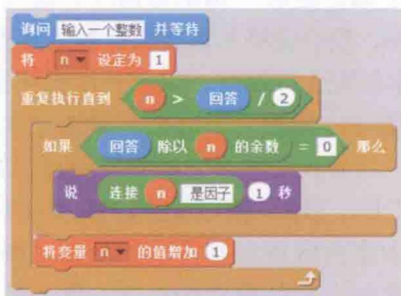 询问 输入一个整数 并等待
将 n 设定为 1
重复执行直到 n > 回答 / 2
如果 回答 除以 n 的余数 = 0 那么
说 连接 n 是因子 1 秒
将变量 n 的值增加 1